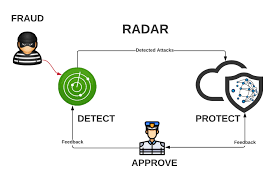 FRAUD
RADAR
Detected Attacks
DETECT
PROTECT
Feedback
Feedback
APPROVE